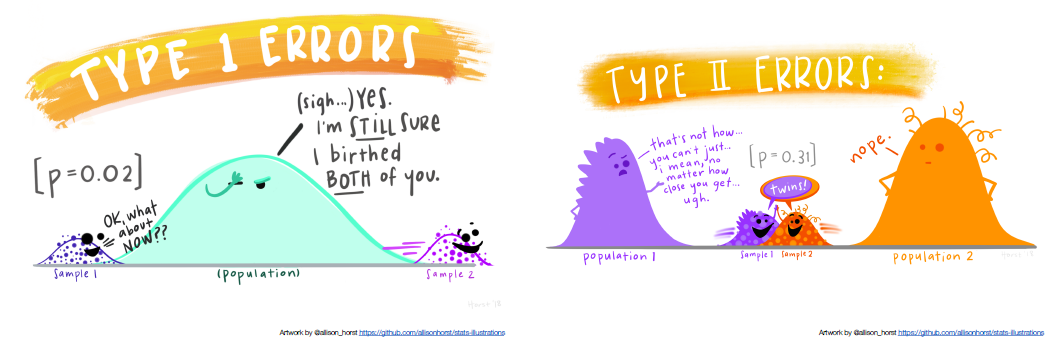 TYPE 1 ERRORS
(sigh...) Yes.
I'm STILL SURE
I birthed
BOTH of you.
[p=0.02]
OK, what
about
NOW??
Sample 1
(population)
Sample 2
Horst '18
Artwork by @allison_horst https://github.com/allisonhorst/stats-illustrations
TYPE II ERRORS:
that's not how...
you can't just...
i mean, no
matter how
close you get...
ugh.
[p=0.31]
twins!
nope.
population 1
Sample 1
Sample 2
population 2
Artwork by @allison_horst https://github.com/allisonhorst/stats-illustrations